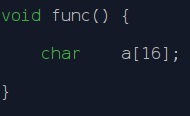 void func() {
char a[16];
}